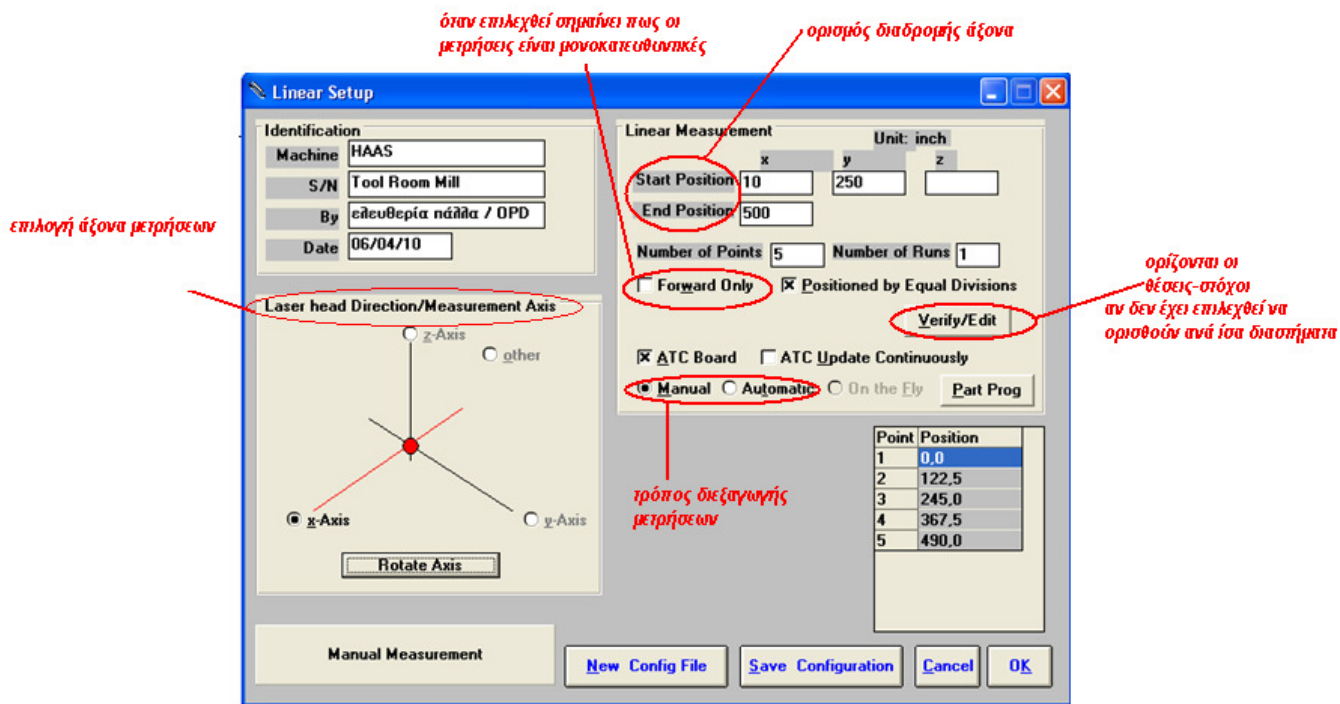 όταν επιλεχθεί σημαίνει πως οι
μετρήσεις είναι μονοκατευθυντικές
ορισμός διαδρομής άξονα
Linear Setup
Identification
Machine HAAS
S/N Tool Room Mill
By ελευθερία πάλλα / OPD
Date 06/04/10
επιλογή άξονα μετρήσεων
Laser head Direction/Measurement Axis
z-Axis
other
x-Axis
y-Axis
Rotate Axis
Manual Measurement
Linear Measurement
Unit: inch
x y z
Start Position 10 250
End Position 500
Number of Points 5 Number of Runs 1
Forward Only Positioned by Equal Divisions
Verify/Edit
ορίζονται οι
θέσεις-στόχοι
αν δεν έχει επιλεχθεί να
ορισθούν ανά ίσα διαστήματα
ATC Board ATC Update Continuously
Manual Automatic On the Fly Part Prog
τρόπος διεξαγωγής
μετρήσεων
Point Position
1 0,0
2 122,5
3 245,0
4 367,5
5 490,0
New Config File Save Configuration Cancel OK